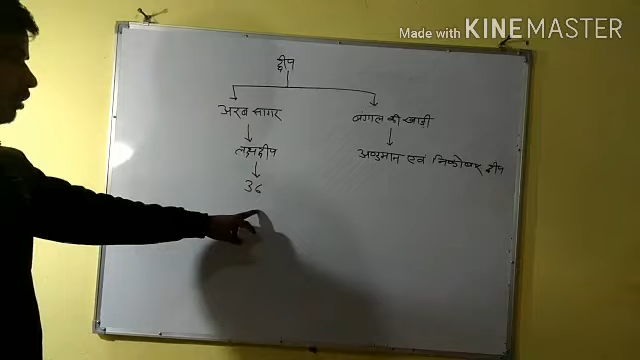 Made with KINEMASTER
द्वीप
अरब सागर
बंगाल की खाड़ी
लक्षद्वीप
अण्डमान एवं निकोबार द्वीप
36